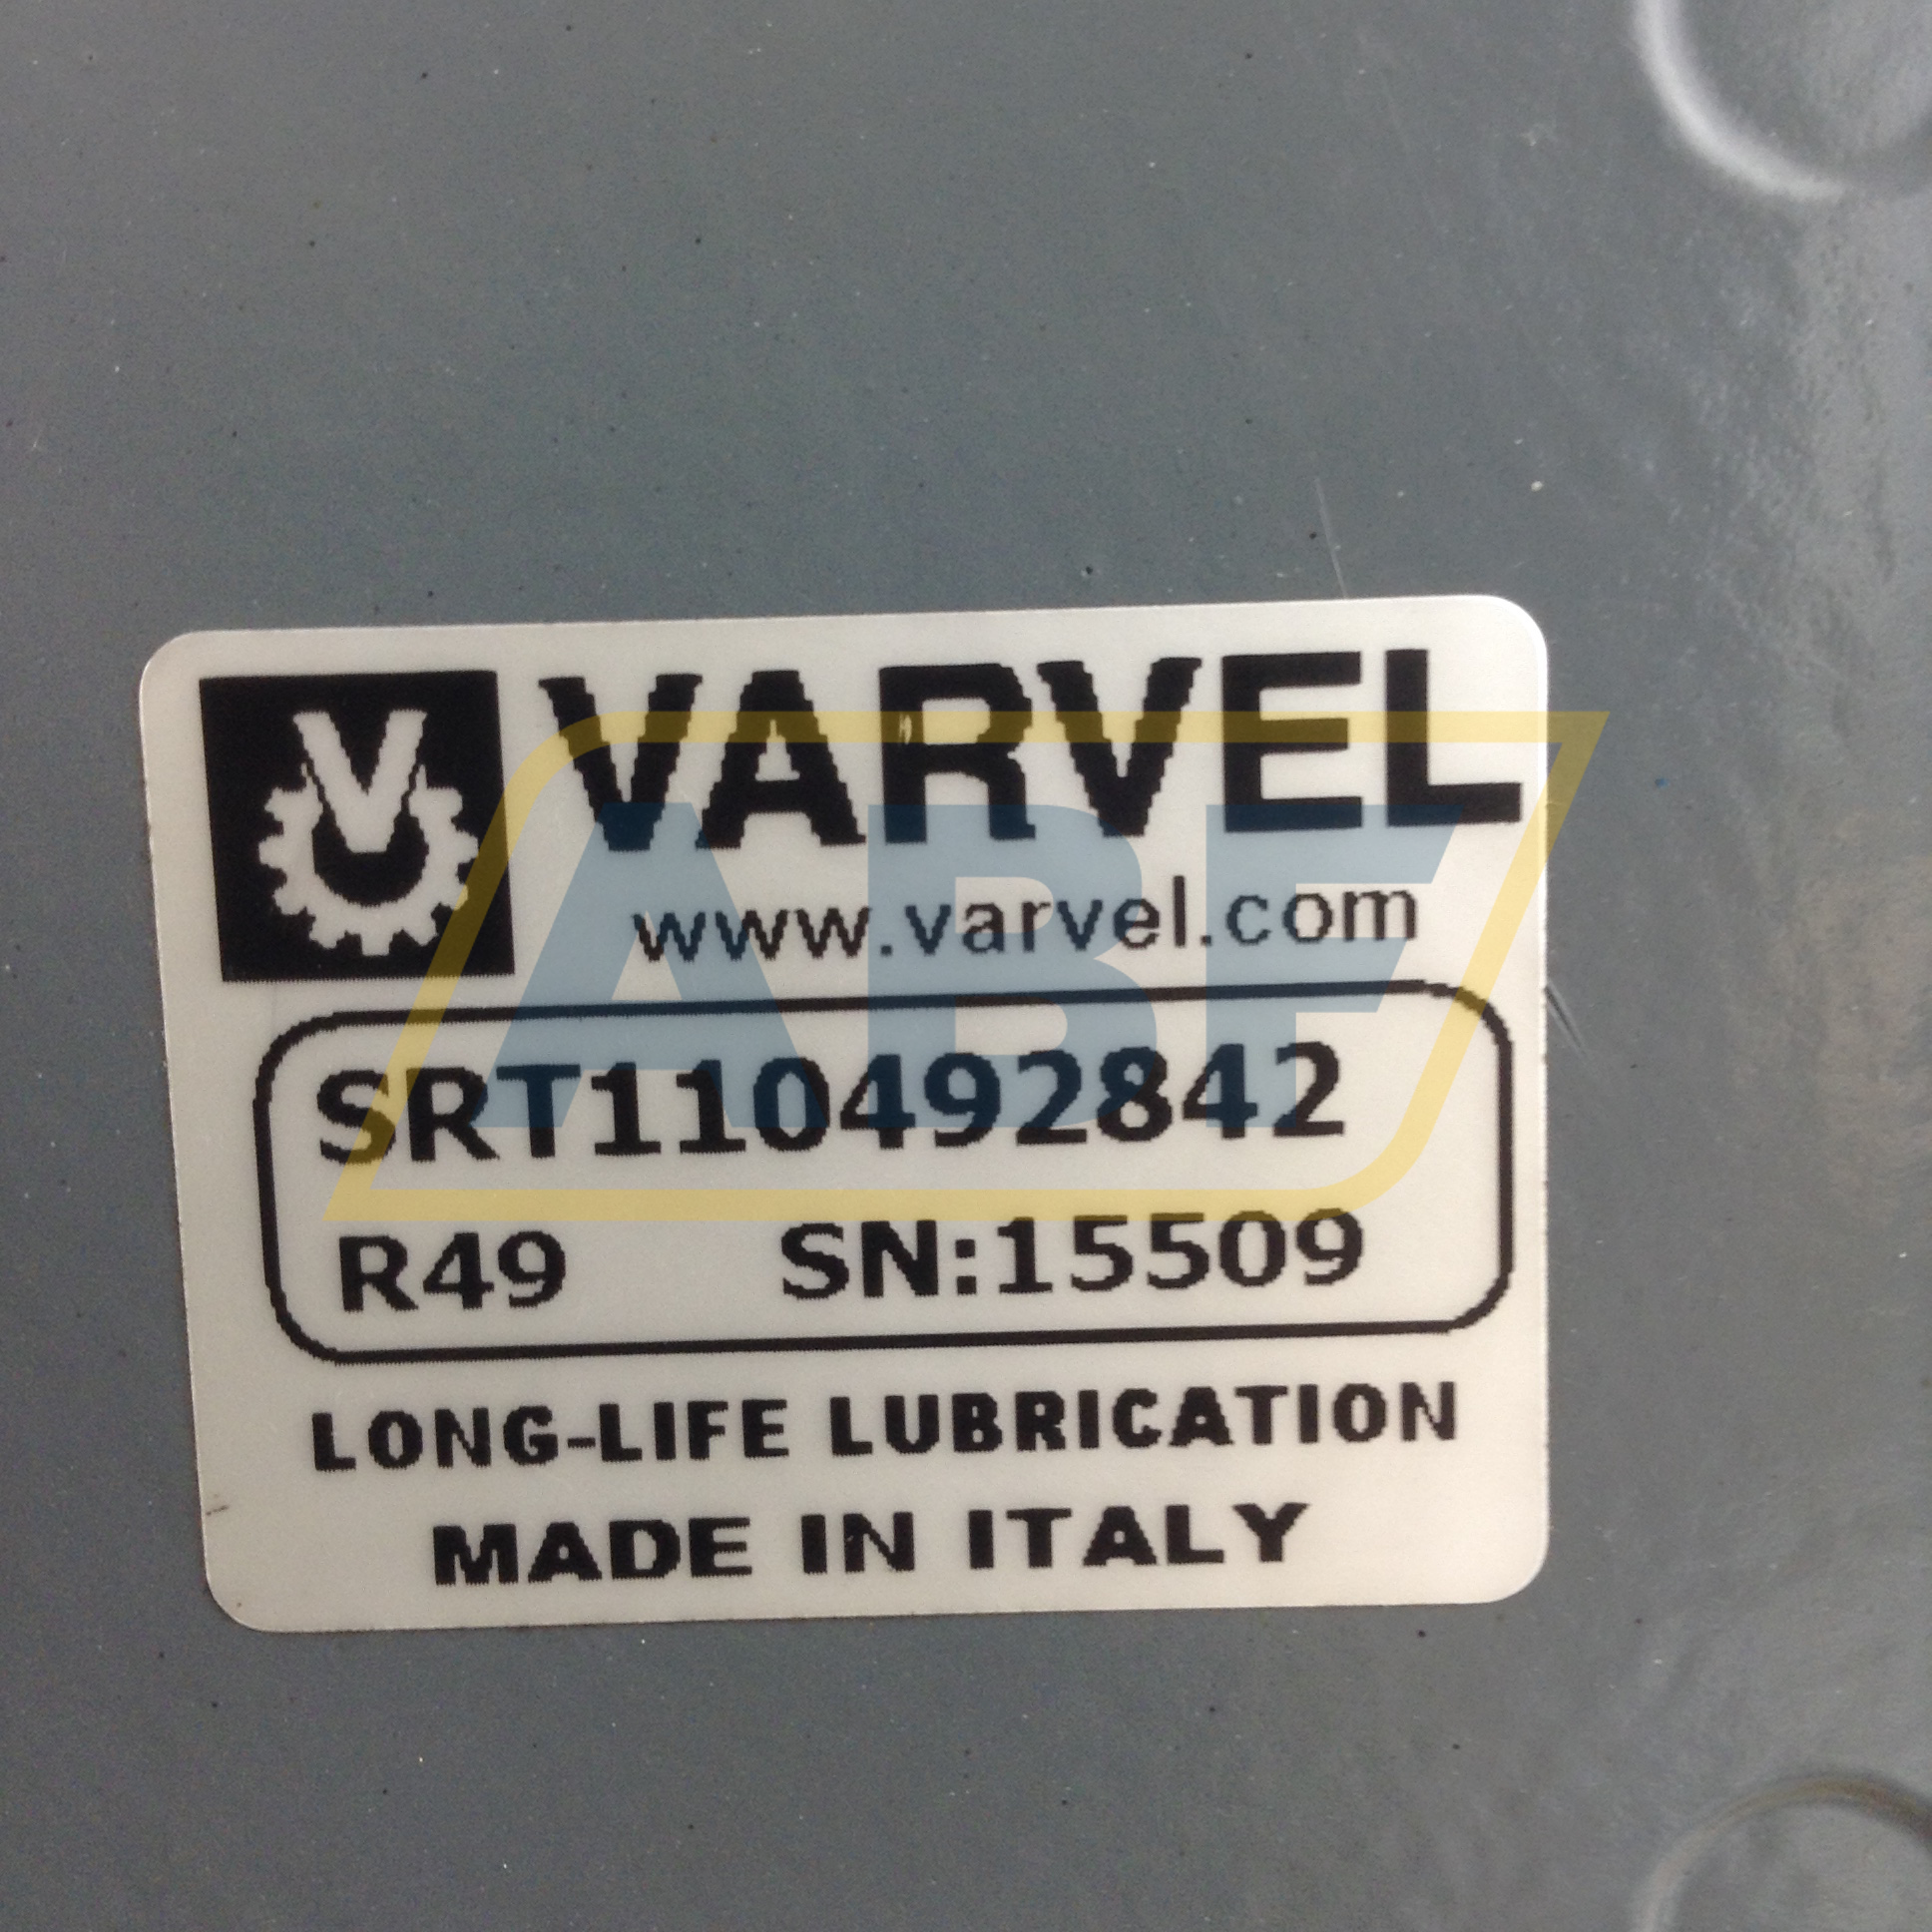 V VARVEL
www.varvel.com
ABF
SRT110492842
R49 SN:15509
LONG-LIFE LUBRICATION
MADE IN ITALY